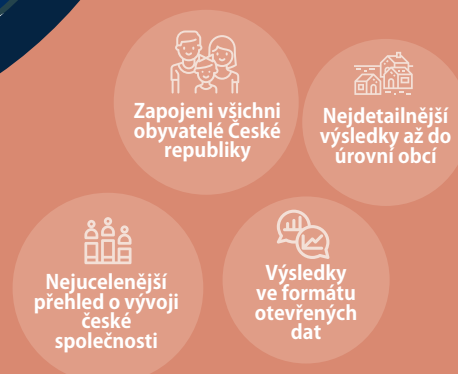 Zapojeni všichni
obyvatelé České
republiky
Nejdetailnější
výsledky až do
úrovní obcí
Nejucelenější
přehled o vývoji
české
společnosti
Výsledky
ve formátu
otevřených
dat